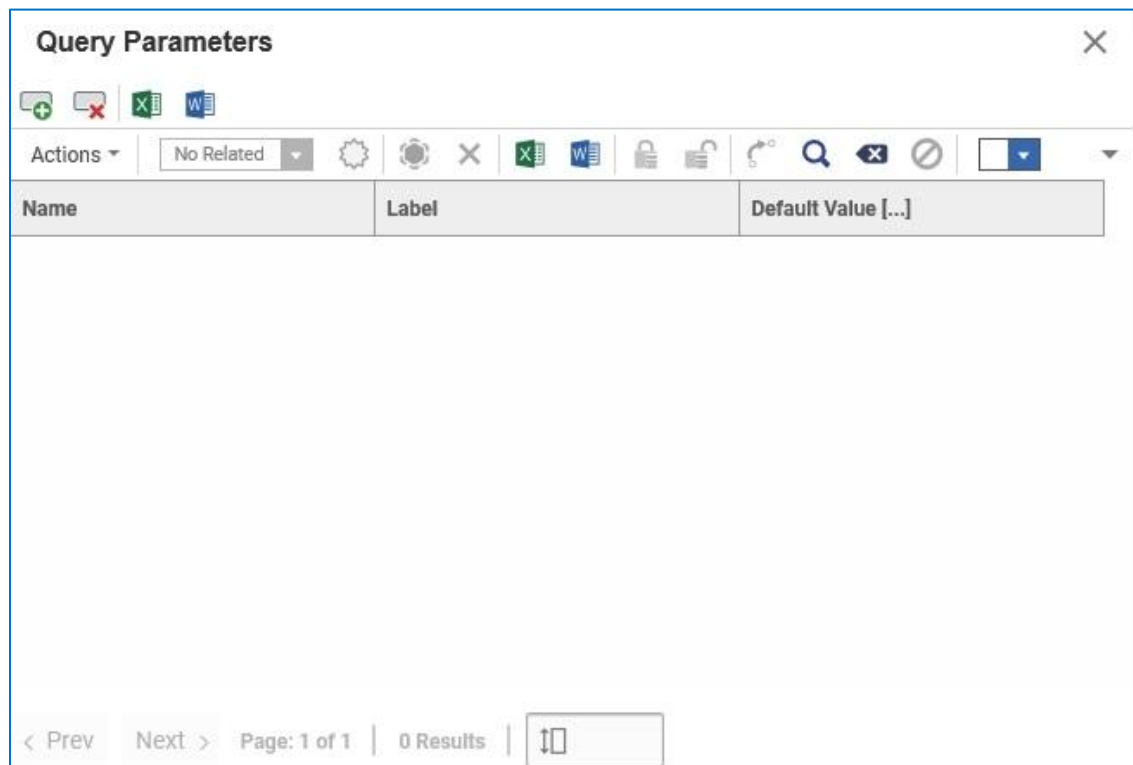 Query Parameters
Actions No Related
Name Label Default Value [...]
< Prev Next > Page: 1 of 1 | 0 Results |